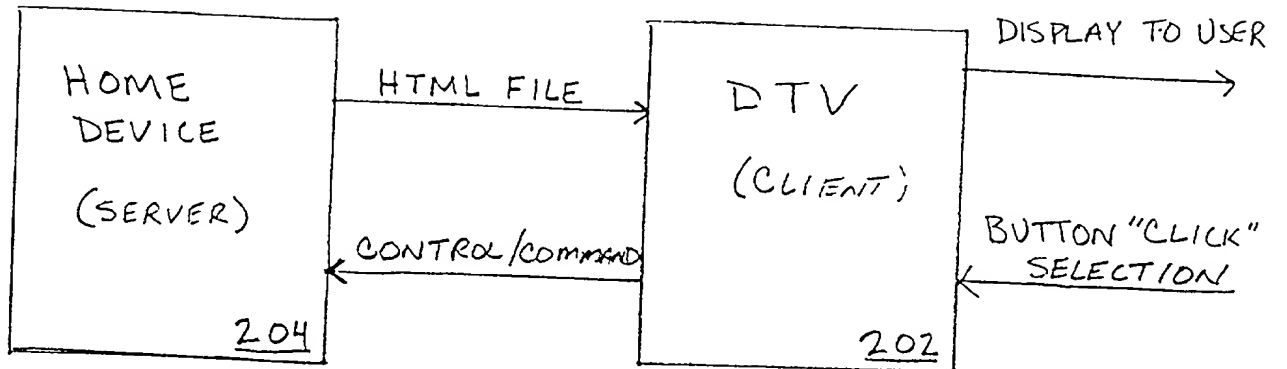 HOME
DEVICE
(SERVER)
204
HTML FILE
CONTROL/COMMAND
DTV
(CLIENT)
202
DISPLAY TO USER
BUTTON "CLICK"
SELECTION